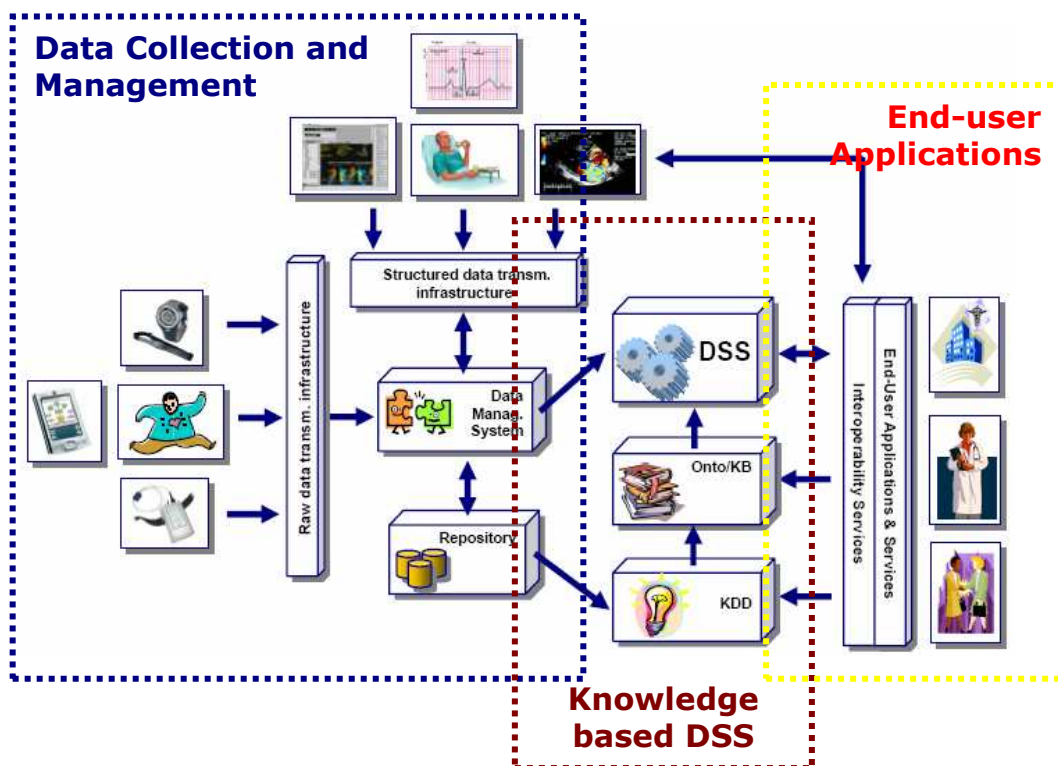 Data Collection and
Management
End-user
Applications
Structured data transm.
infrastructure
Raw data transm. infrastructure
DSS
Data
Manag.
System
Onto/KB
Repository
KDD
Interoperability Services
End-User Applications & Services
Knowledge
based DSS